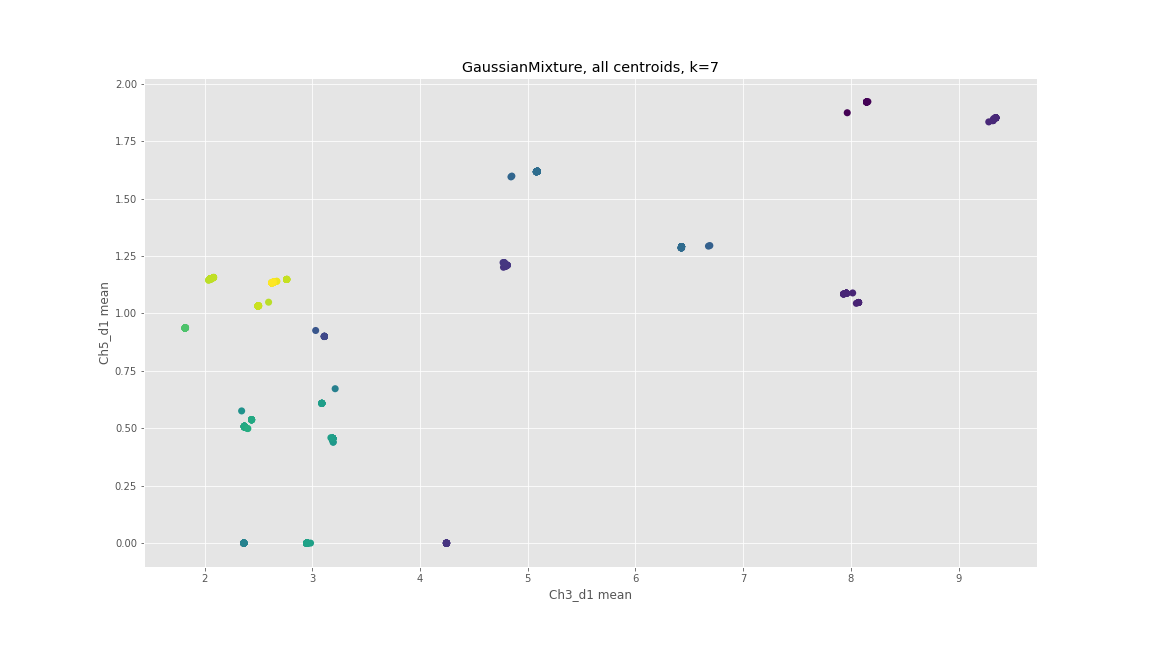 GaussianMixture, all centroids, k=7
2.00
1.75
1.50
1.25
1.00
0.75
0.50
0.25
0.00
Ch5_d1 mean
2 3 4 5 6 7 8 9
Ch3_d1 mean